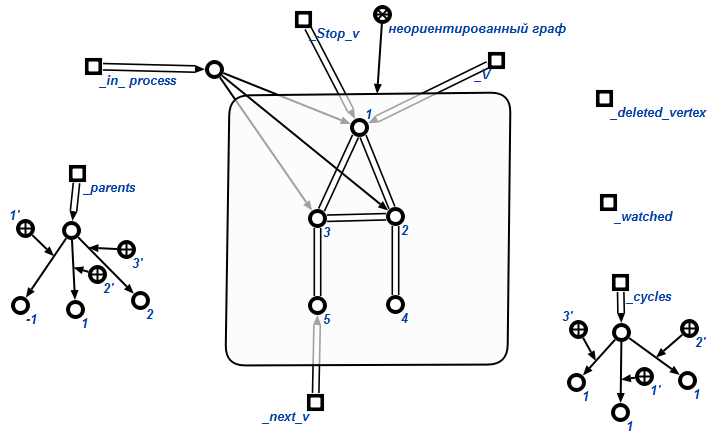 _Stop_v
неориентированный граф
_in_ process
_v
_deleted_vertex
1
_parents
_watched
1'
3
2
3'
2'
_cycles
-1
1
2
5
4
3'
2'
1'
1
1
1
_next_v